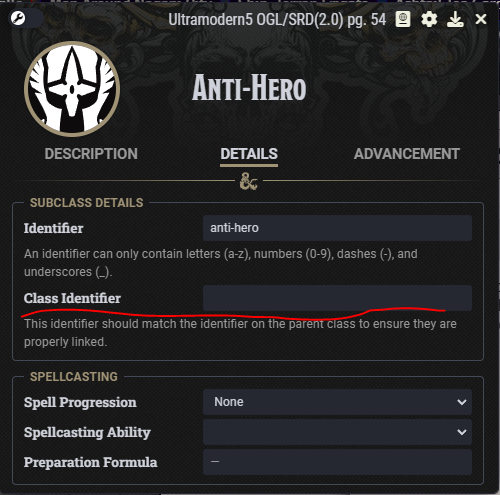 Ultramodern5 OGL/SRD(2.0) pg. 54
Anti-Hero
DESCRIPTION DETAILS ADVANCEMENT
SUBCLASS DETAILS
Identifier anti-hero
An identifier can only contain letters (a-z), numbers (0-9), dashes (-), and
underscores (_).
Class Identifier
This identifier should match the identifier on the parent class to ensure they are
properly linked.
SPELLCASTING
Spell Progression None
Spellcasting Ability
Preparation Formula —